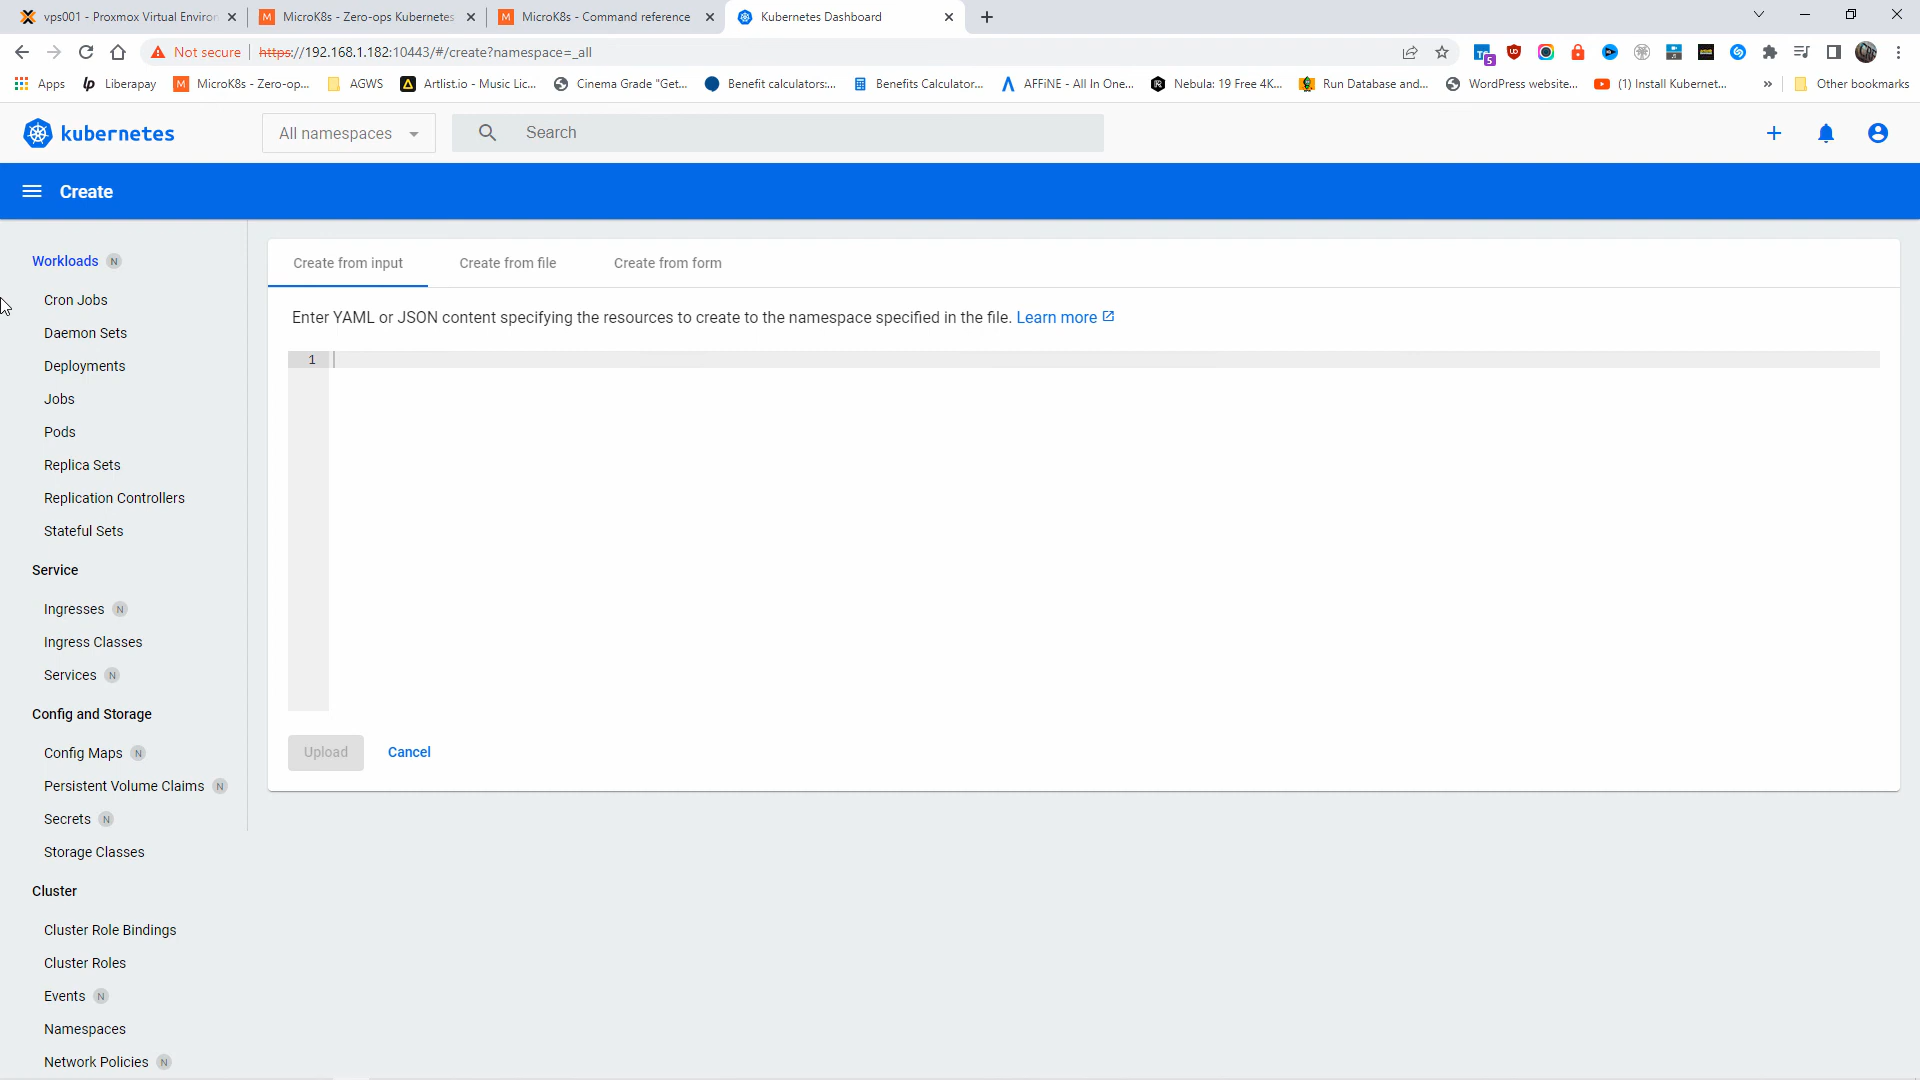 vps001 - Proxmox Virtual Environ
MicroK8s - Zero-ops Kubernetes
MicroK8s - Command reference
Kubernetes Dashboard
Not secure
https://192.168.1.182:10443/#/create?namespace=_all
5
Apps
Liberapay
MicroK8s - Zero-op...
AGWS
Artlist.io - Music Lic...
Cinema Grade "Get...
Benefit calculators:...
Benefits Calculator...
AFFiNE - All In One...
Nebula: 19 Free 4K...
Run Database and...
WordPress website...
(1) Install Kubernet...
»
Other bookmarks
kubernetes
All namespaces
Search
Create
Workloads N
Cron Jobs
Daemon Sets
Deployments
Jobs
Pods
Replica Sets
Replication Controllers
Stateful Sets
Service
Ingresses N
Ingress Classes
Services N
Config and Storage
Config Maps N
Persistent Volume Claims N
Secrets N
Storage Classes
Cluster
Cluster Role Bindings
Cluster Roles
Events N
Namespaces
Network Policies N
Create from input
Create from file
Create from form
Enter YAML or JSON content specifying the resources to create to the namespace specified in the file. Learn more
1
Upload
Cancel